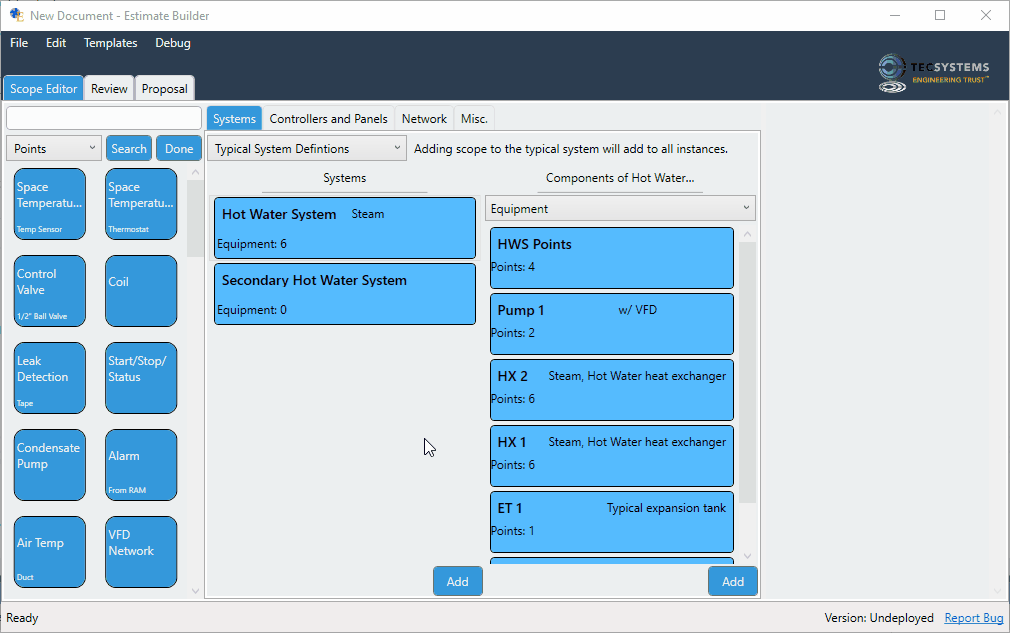 New Document - Estimate Builder
File Edit Templates Debug
TECSYSTEMS
ENGINEERING TRUST™
Scope Editor Review Proposal
Systems Controllers and Panels Network Misc.
Points Search Done
Typical System Defintions Adding scope to the typical system will add to all instances.
Systems
Components of Hot Water...
Equipment
Space
Temperatu...
Temp Sensor
Space
Temperatu...
Thermostat
Control
Valve
1/2" Ball Valve
Coil
Leak
Detection
Tape
Start/Stop/
Status
Condensate
Pump
Alarm
From RAM
Air Temp
Duct
VFD
Network
Hot Water System Steam
Equipment: 6
Secondary Hot Water System
Equipment: 0
Add
HWS Points
Points: 4
Pump 1 w/ VFD
Points: 2
HX 2 Steam, Hot Water heat exchanger
Points: 6
HX 1 Steam, Hot Water heat exchanger
Points: 6
ET 1 Typical expansion tank
Points: 1
Add
Ready
Version: Undeployed Report Bug